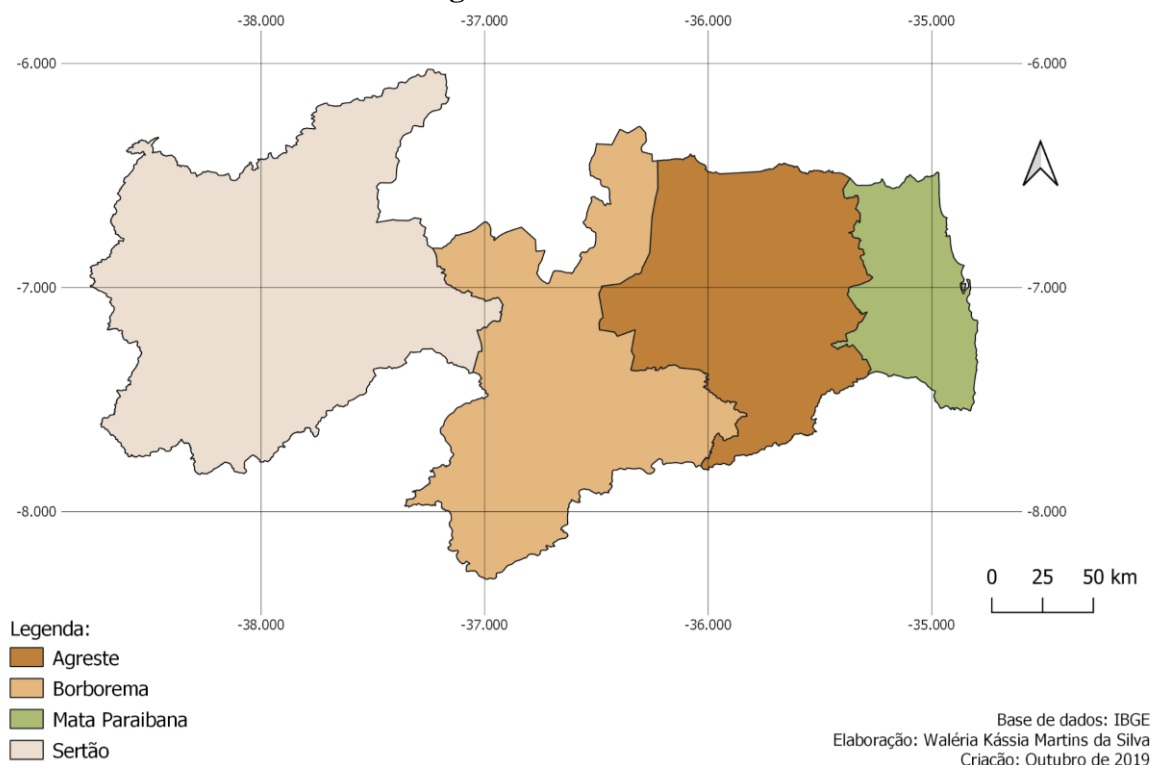 -38.000 -37.000 -36.000 -35.000
-6.000 -6.000
-7.000 -7.000
-8.000 -8.000
0 25 50 km
-38.000 -37.000 -36.000 -35.000
Legenda:
Agreste
Borborema
Mata Paraibana
Sertão
Base de dados: IBGE
Elaboração: Waléria Kássia Martins da Silva
Criação: Outubro de 2019